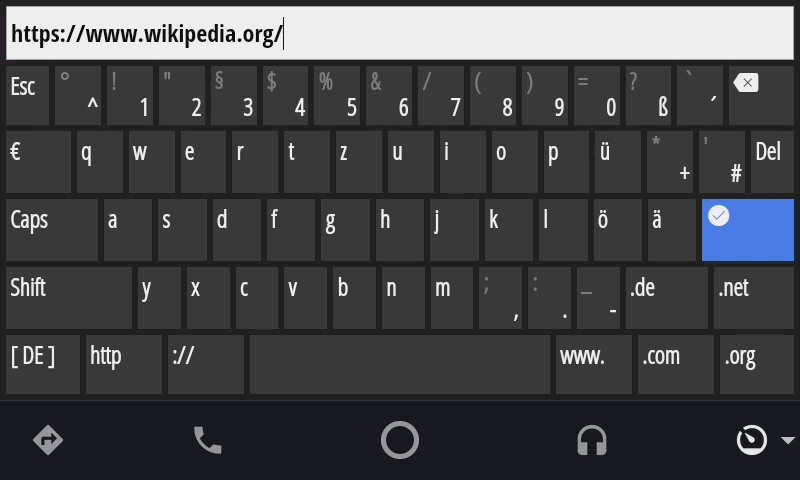 https://www.wikipedia.org/
Esc ° ^ ! 1 " 2 § 3 $ 4 % 5 & 6 / 7 ( 8 ) 9 = 0 ? ß ` ´
€ q w e r t z u i o p ü * + ' # Del
Caps a s d f g h j k l ö ä
Shift y x c v b n m ; , : . _ - .de .net
[ DE ] http :// www. .com .org